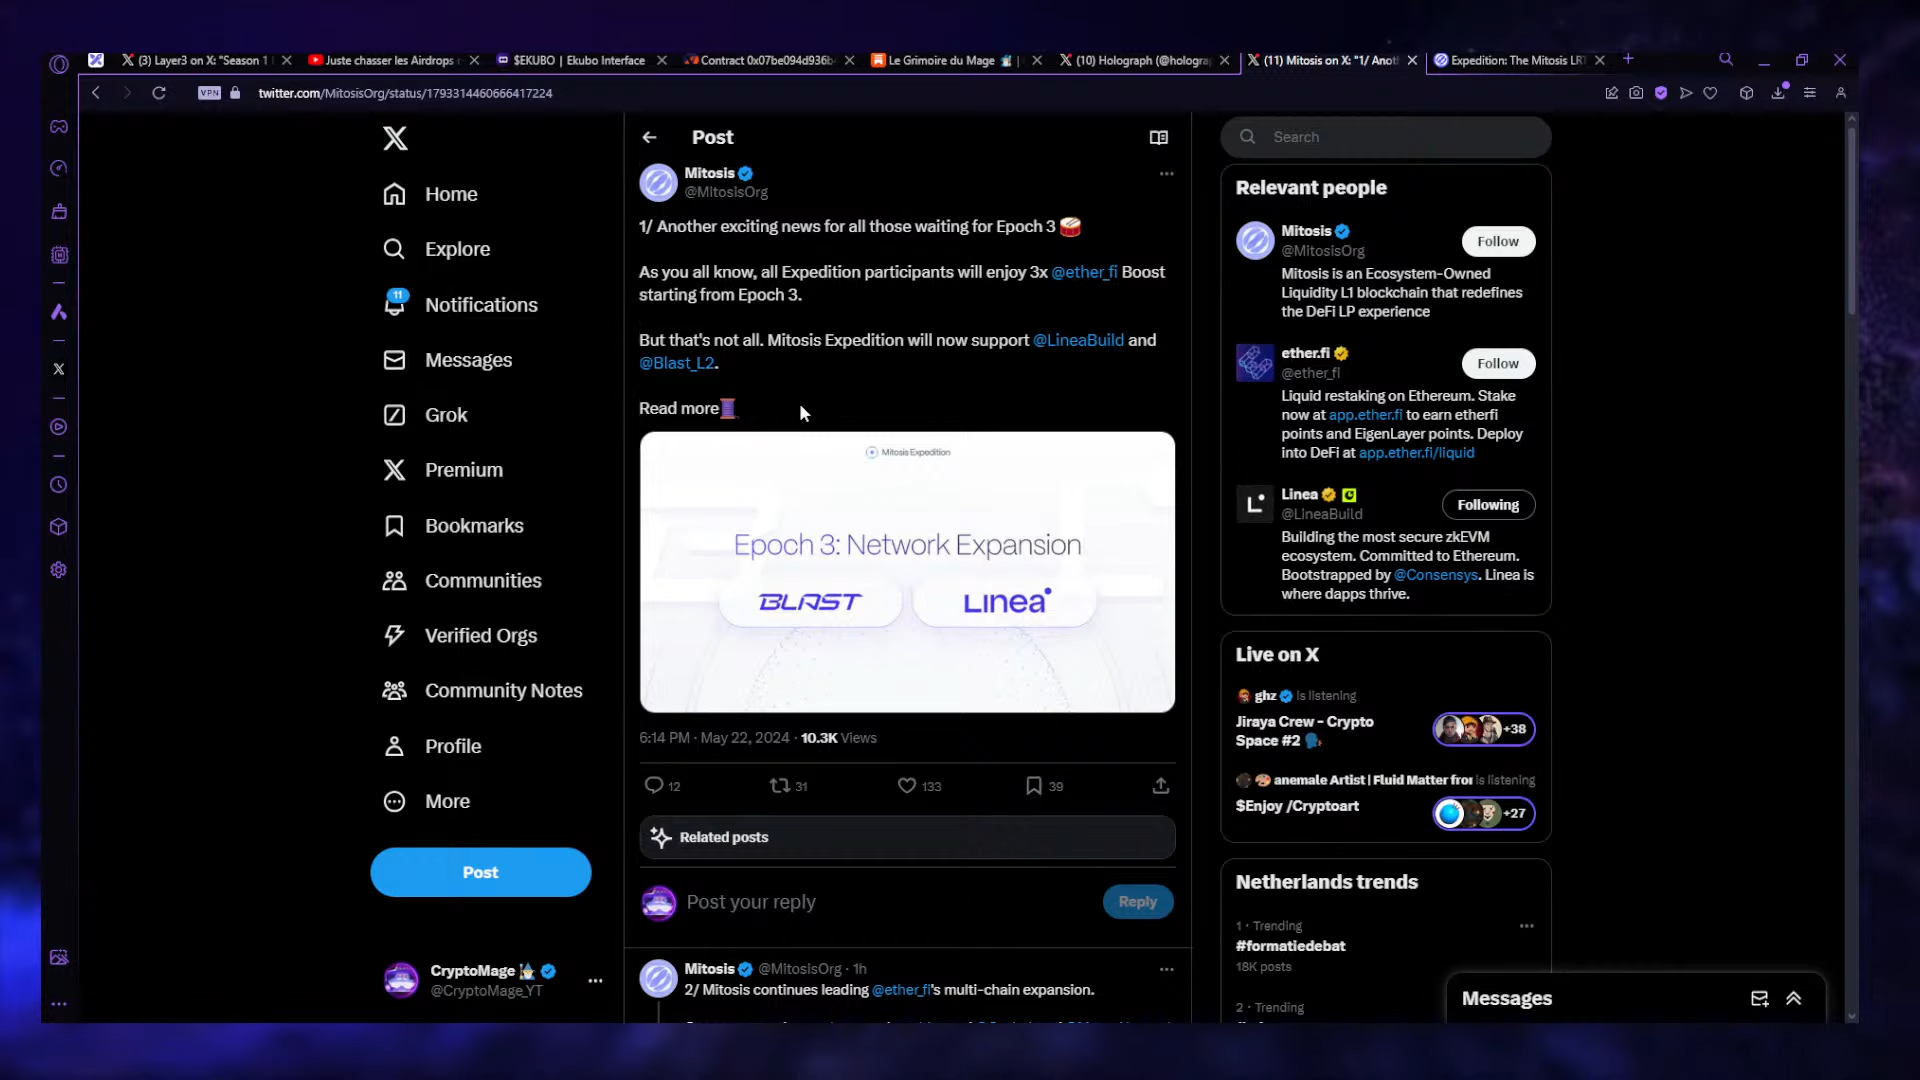 (3) Layer3 on X: "Season 1
Juste chasser les Airdrops
$EKUBO | Ekubo Interface
Contract 0x07be094d936b
Le Grimoire du Mage
(10) Holograph (@hologra
(11) Mitosis on X: "1/ Anot
Expedition: The Mitosis LRT
VPN
twitter.com/MitosisOrg/status/1793314460666417224
Home
Explore
11
Notifications
Messages
Grok
Premium
Bookmarks
Communities
Verified Orgs
Community Notes
Profile
More
Post
CryptoMage
@CryptoMage_YT
Post
Mitosis
@MitosisOrg
1/ Another exciting news for all those waiting for Epoch 3
As you all know, all Expedition participants will enjoy 3x @ether_fi Boost
starting from Epoch 3.
But that's not all. Mitosis Expedition will now support @LineaBuild and
@Blast_L2.
Read more
Mitosis Expedition
Epoch 3: Network Expansion
BLAST
Linea
6:14 PM · May 22, 2024 · 10.3K Views
12
31
133
39
Related posts
Post your reply
Reply
Mitosis @MitosisOrg · 1h
2/ Mitosis continues leading @ether_fi's multi-chain expansion.
Search
Relevant people
Mitosis
@MitosisOrg
Follow
Mitosis is an Ecosystem-Owned
Liquidity L1 blockchain that redefines
the DeFi LP experience
ether.fi
@ether_fi
Follow
Liquid restaking on Ethereum. Stake
now at app.ether.fi to earn etherfi
points and EigenLayer points. Deploy
into DeFi at app.ether.fi/liquid
Linea
@LineaBuild
Following
Building the most secure zkEVM
ecosystem. Committed to Ethereum.
Bootstrapped by @Consensys. Linea is
where dapps thrive.
Live on X
ghz is listening
Jiraya Crew - Crypto
Space #2
+38
anemale Artist | Fluid Matter fror is listening
$Enjoy /Cryptoart
+27
Netherlands trends
1 · Trending
#formatiedebat
18K posts
2 · Trending
Messages